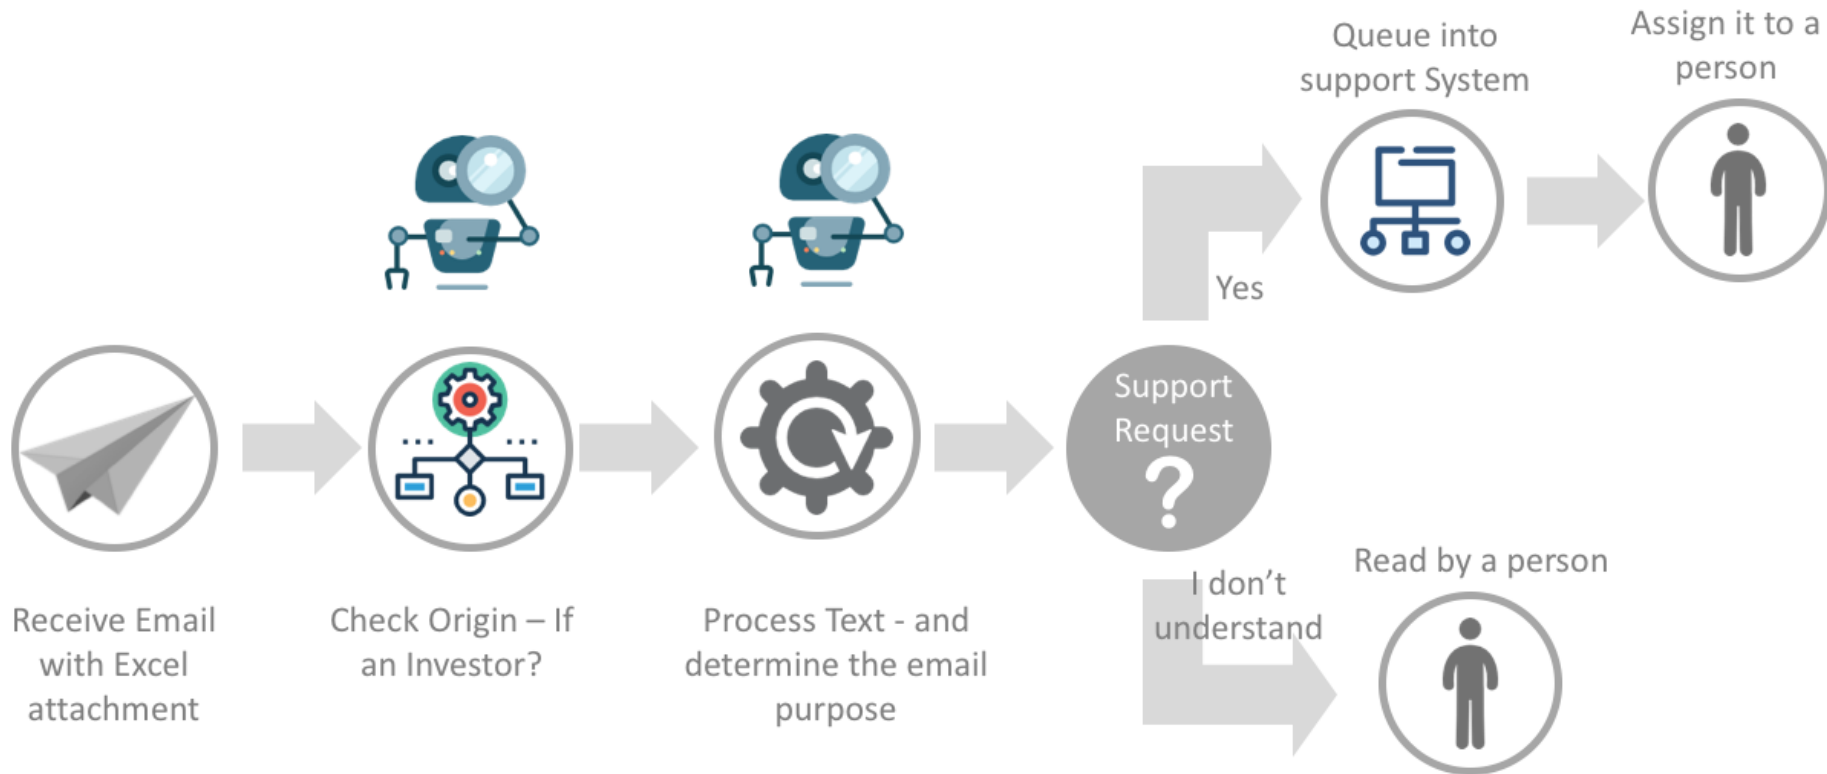 Receive Email
with Excel
attachment
Check Origin – If
an Investor?
Process Text - and
determine the email
purpose
Support
Request
?
Yes
Queue into
support System
Assign it to a
person
I don’t
understand
Read by a person